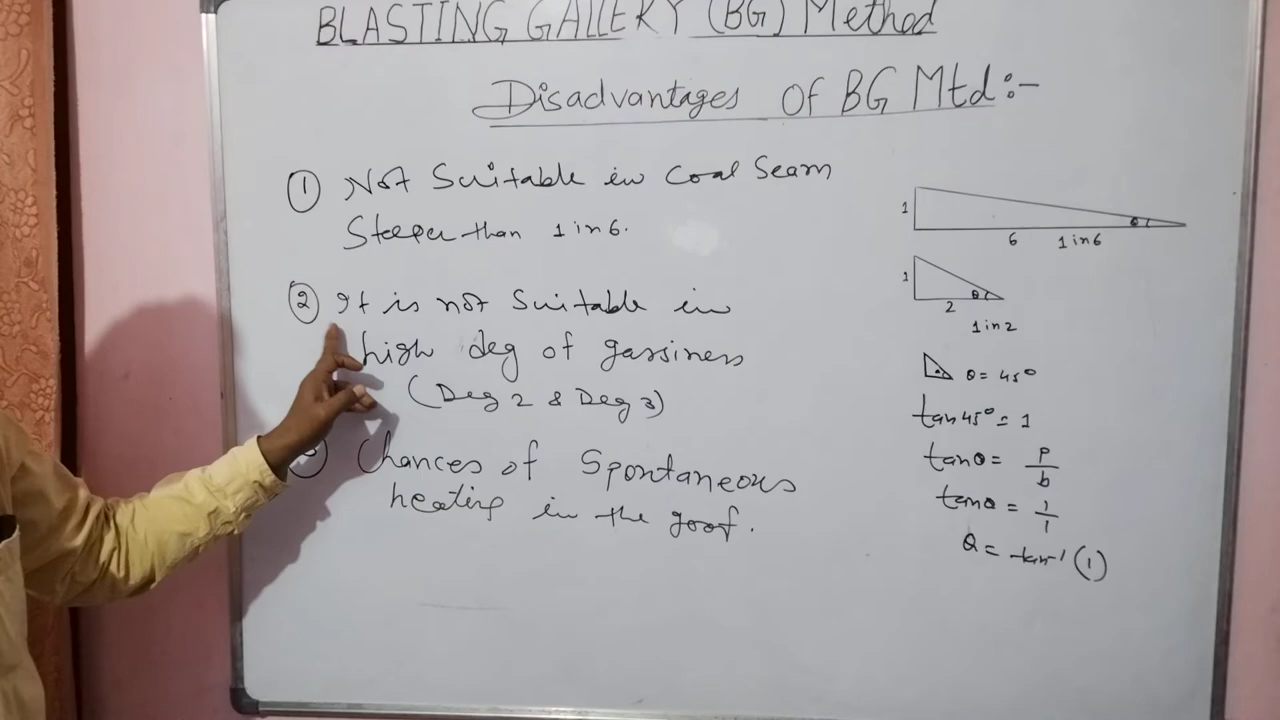 BLASTING GALLERY (BG) Method
Disadvantages Of BG Mtd:-
① Not Suitable in Coal Seam
Steeper than 1 in 6.
② It is not Suitable in
high deg of gassiness
(Deg 2 & Deg 3)
Chances of Spontaneous
heating in the goof.
1
6
1 in 6
θ
1
2
θ
1 in 2
θ = 45°
tan 45° = 1
tanθ = p/b
tanθ = 1/1
θ = tan⁻¹ (1)